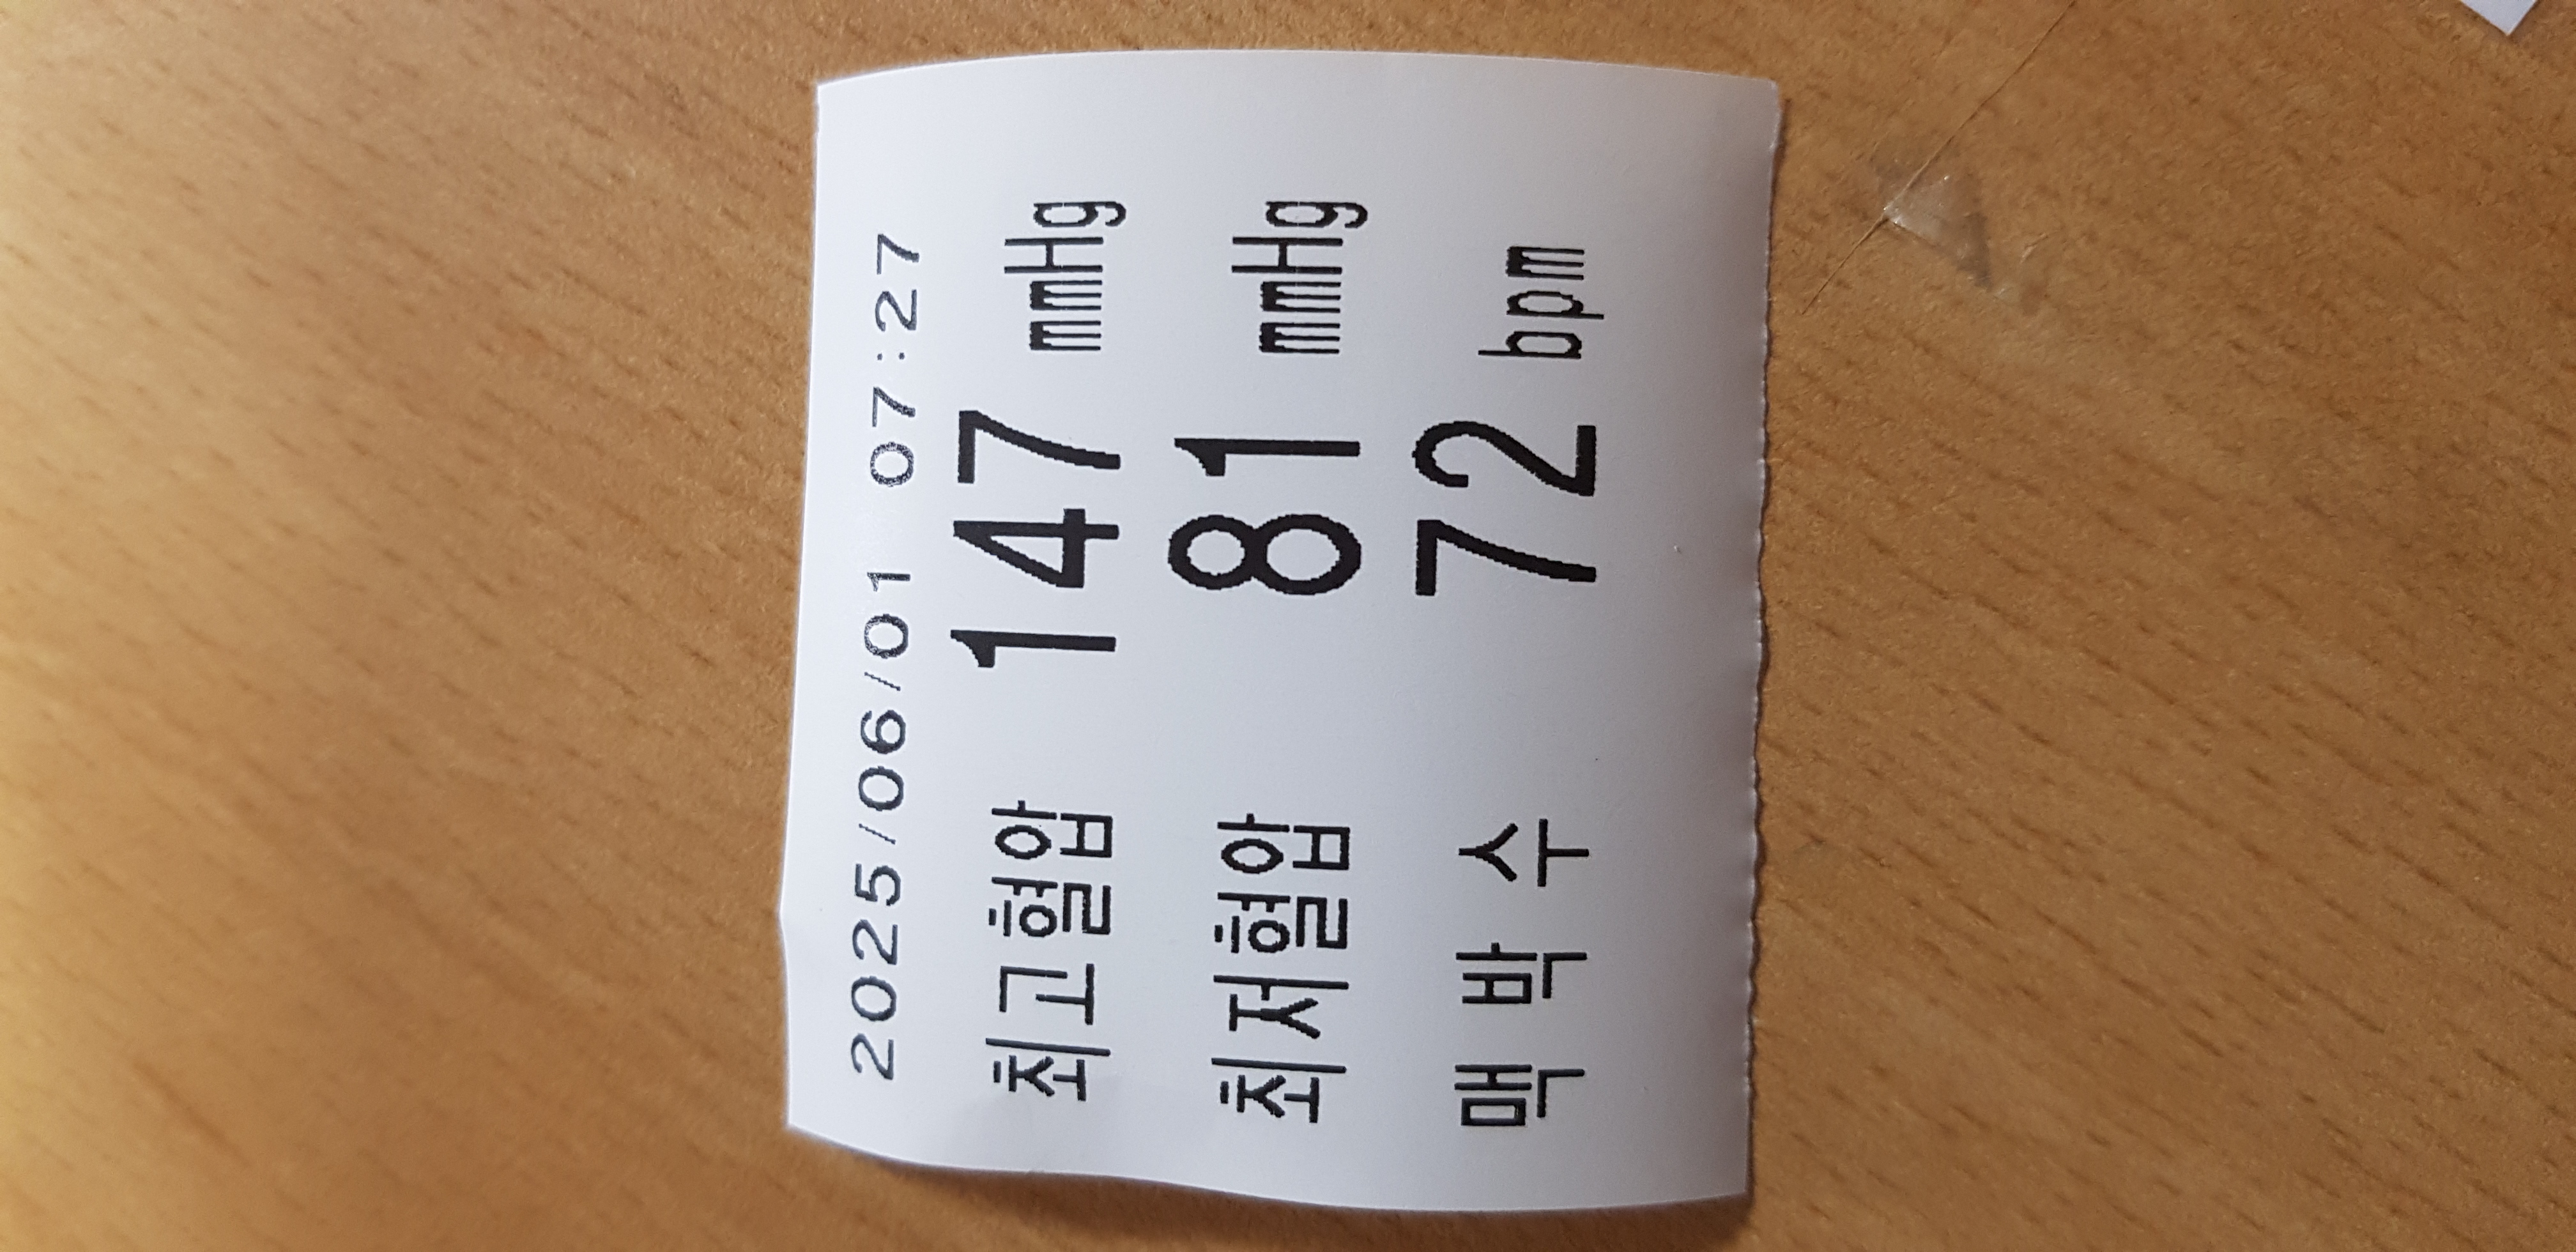 2025/06/01 07:27
최고혈압 147 mmHg
최저혈압 81 mmHg
맥 박 수 72 bpm